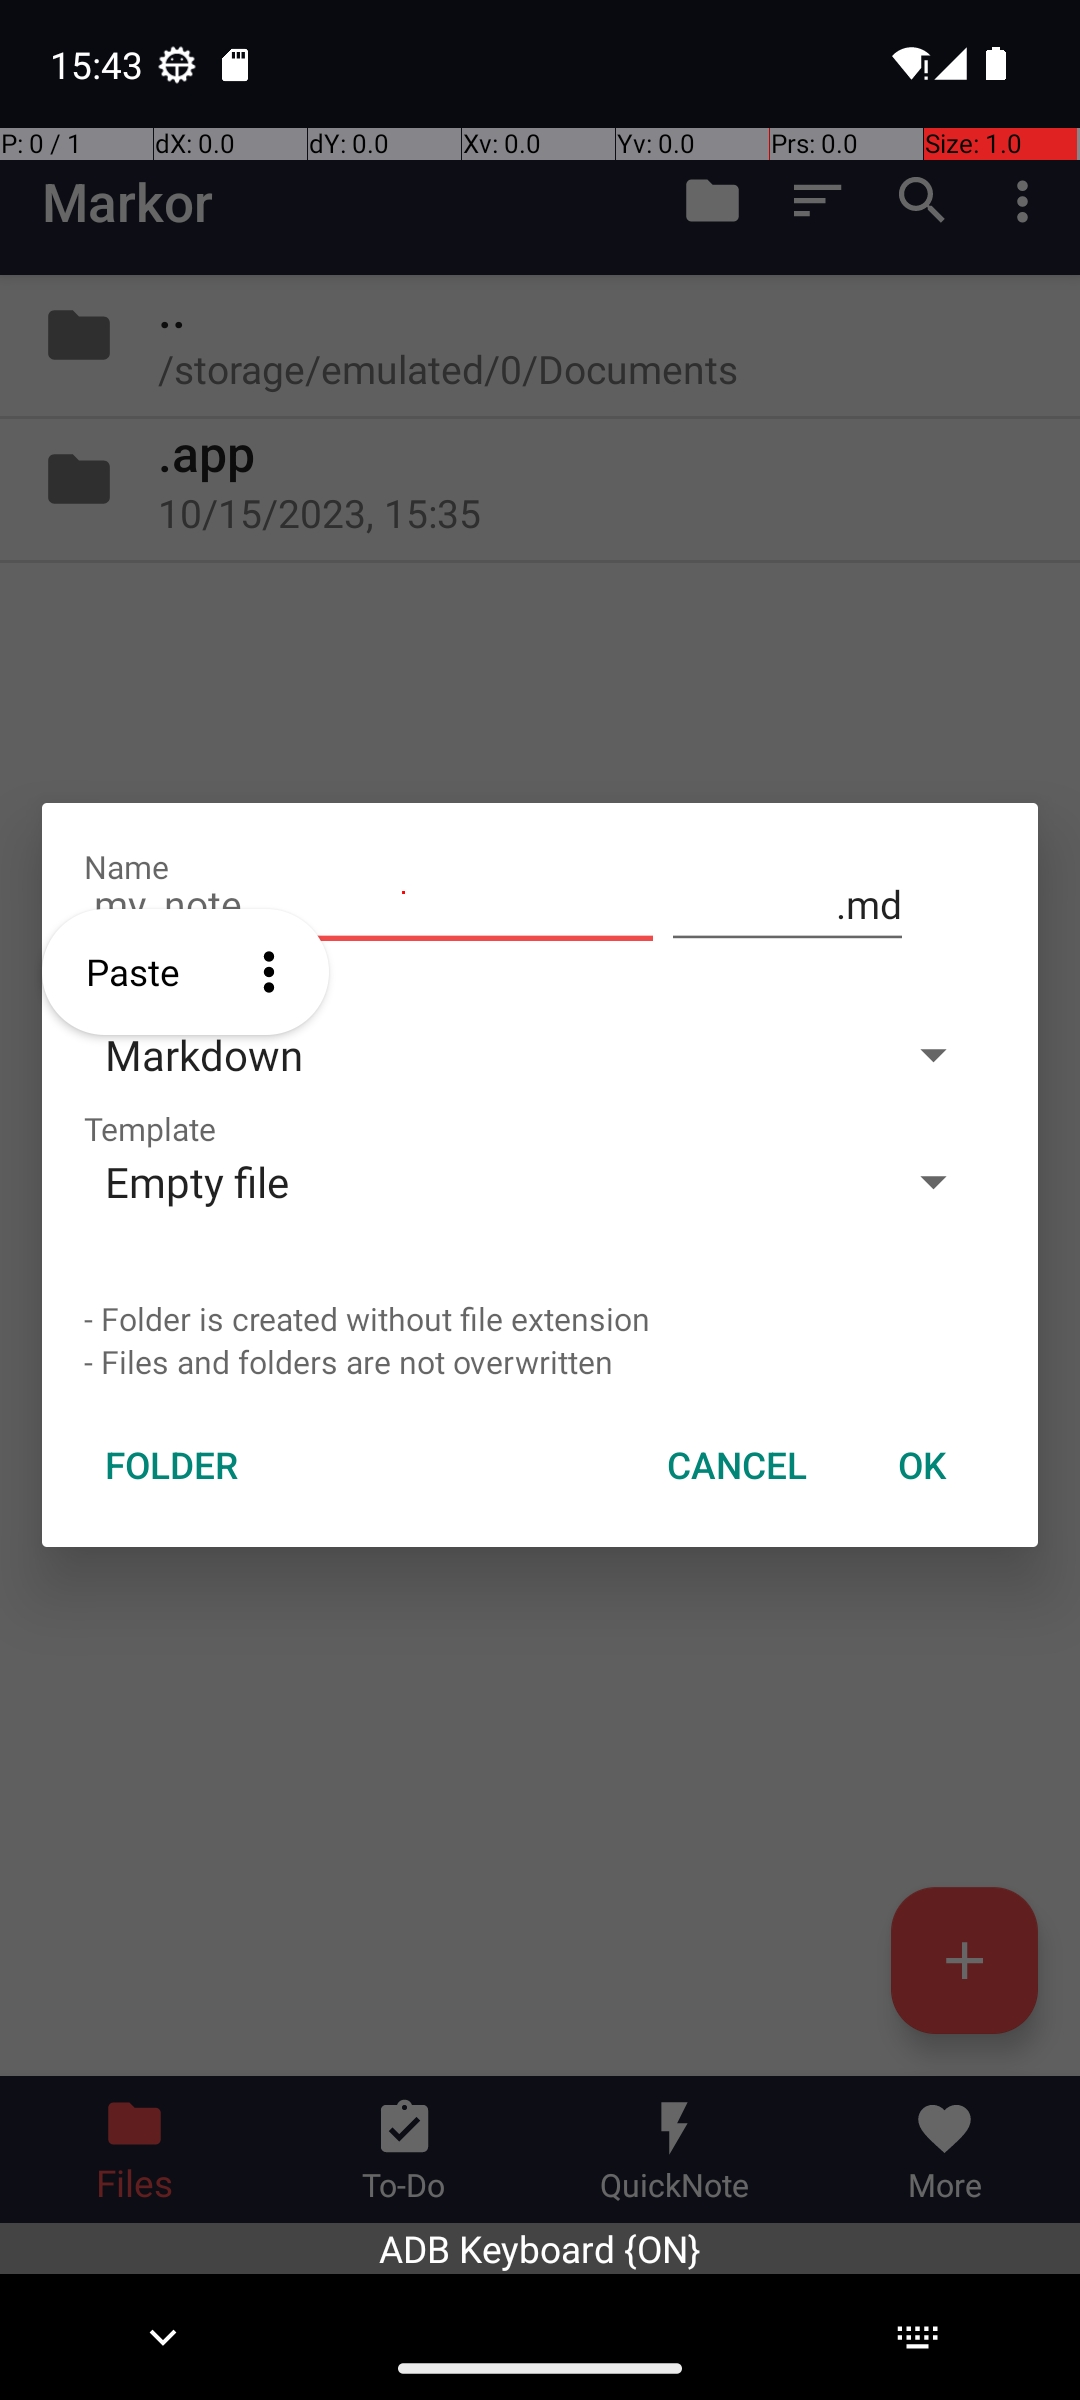 15:43
P: 0 / 1
dX: 0.0
dY: 0.0
Xv: 0.0
Yv: 0.0
Prs: 0.0
Size: 1.0
Markor
..
/storage/emulated/0/Documents
.app
10/15/2023, 15:35
Name
my_note
.md
Paste
Markdown
Template
Empty file
- Folder is created without file extension
- Files and folders are not overwritten
FOLDER
CANCEL
OK
Files
To-Do
QuickNote
More
ADB Keyboard {ON}